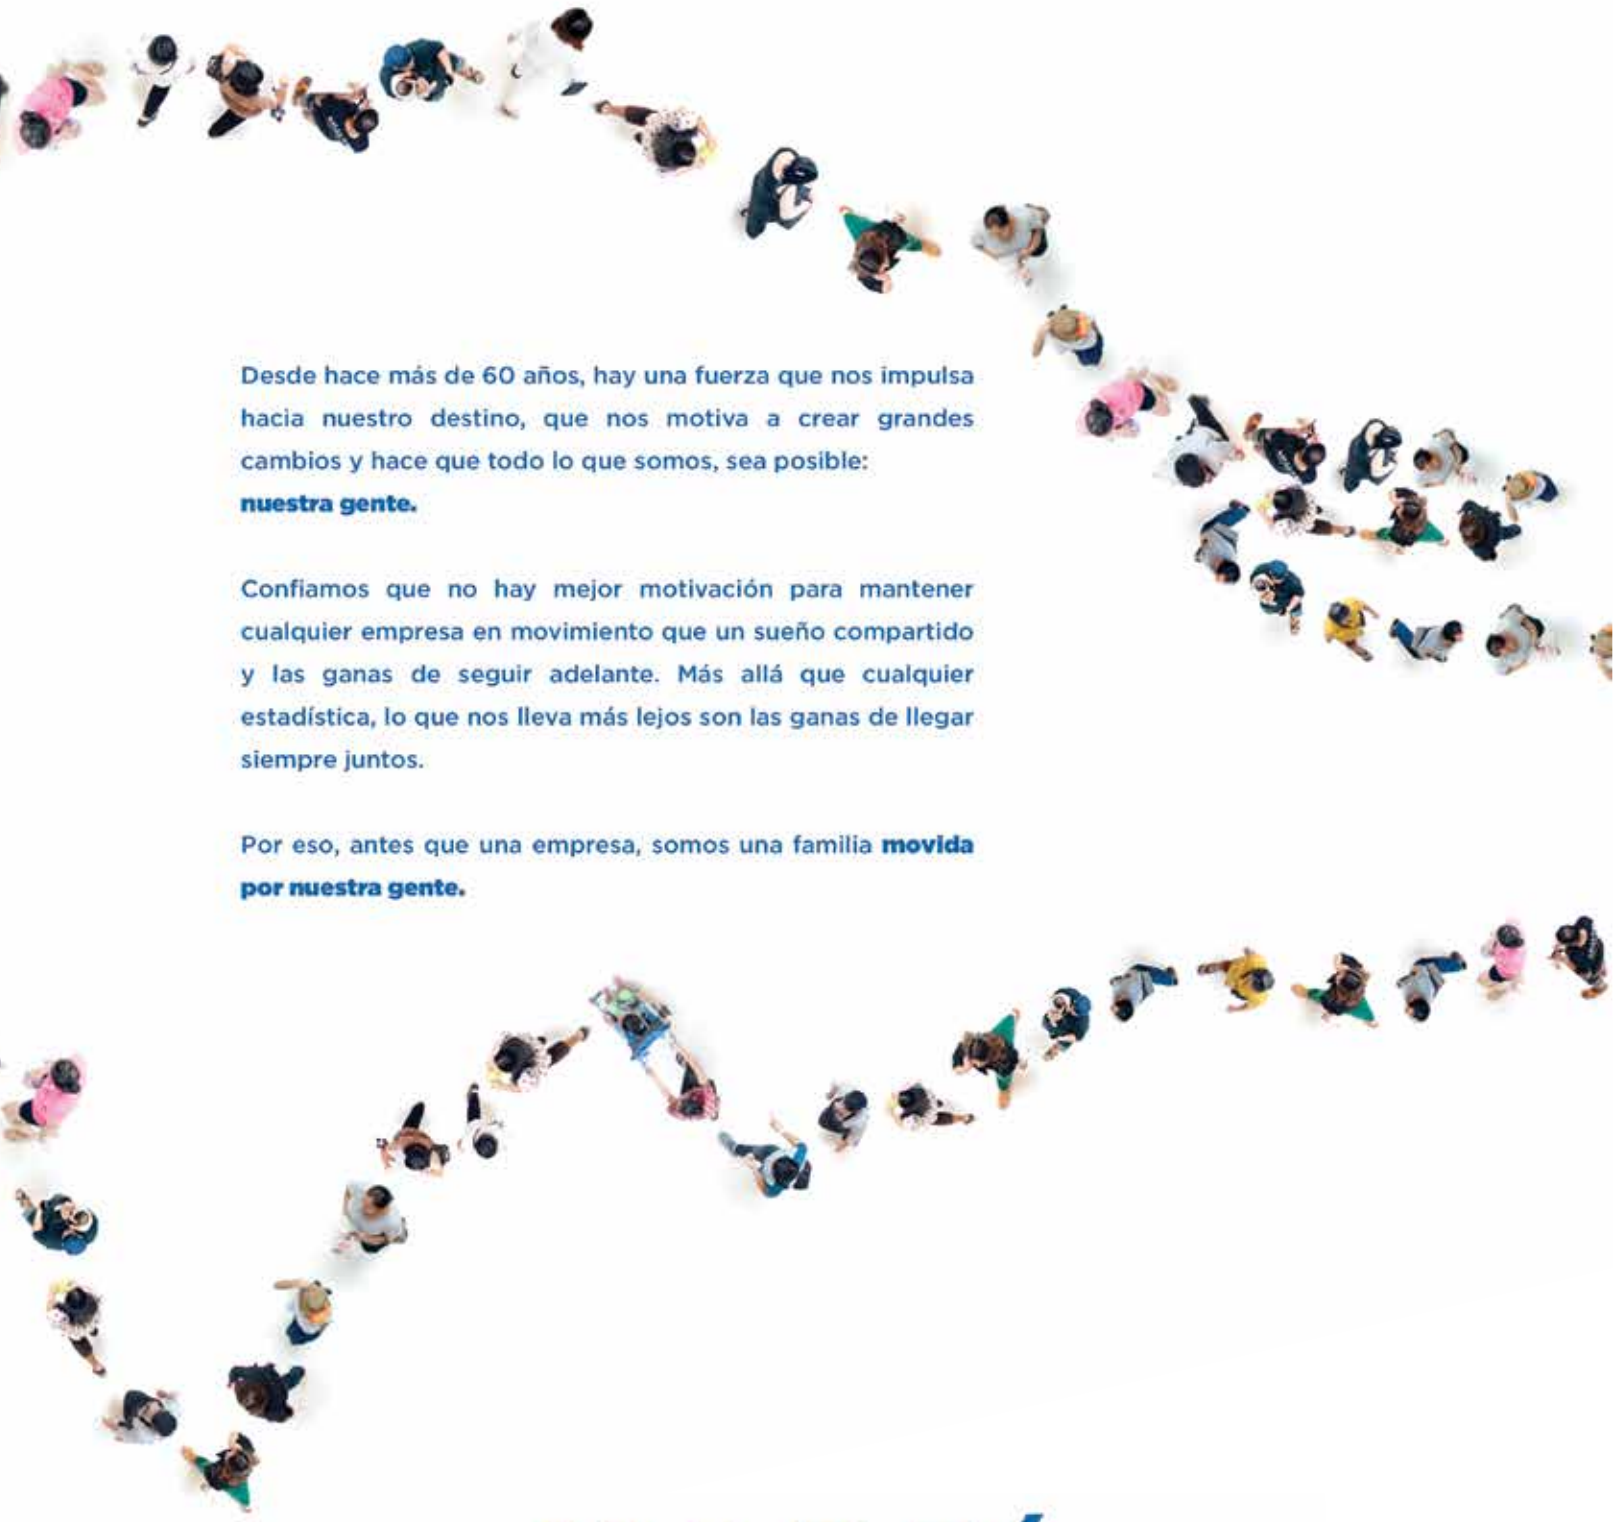 Desde hace más de 60 años, hay una fuerza que nos impulsa
hacia nuestro destino, que nos motiva a crear grandes
cambios y hace que todo lo que somos, sea posible:
nuestra gente.
Confiamos que no hay mejor motivación para mantener
cualquier empresa en movimiento que un sueño compartido
y las ganas de seguir adelante. Más allá que cualquier
estadística, lo que nos lleva más lejos son las ganas de llegar
siempre juntos.
Por eso, antes que una empresa, somos una familia movida
por nuestra gente.